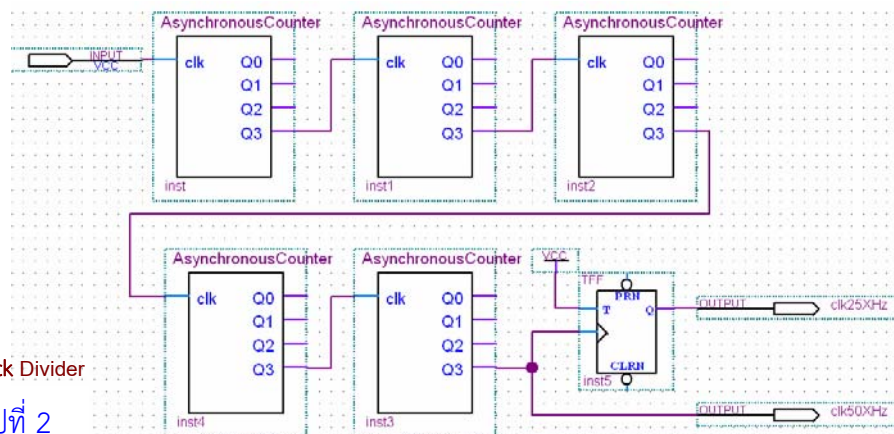 AsynchronousCounter
AsynchronousCounter
AsynchronousCounter
INPUT
VCC
clk Q0
Q1
Q2
Q3
inst
clk Q0
Q1
Q2
Q3
inst1
clk Q0
Q1
Q2
Q3
inst2
AsynchronousCounter
AsynchronousCounter
clk Q0
Q1
Q2
Q3
inst4
clk Q0
Q1
Q2
Q3
inst3
VCC
TFF
PRN
T Q
CLRN
inst5
OUTPUT clk25XHz
OUTPUT clk50XHz
Divider
ที่ 2